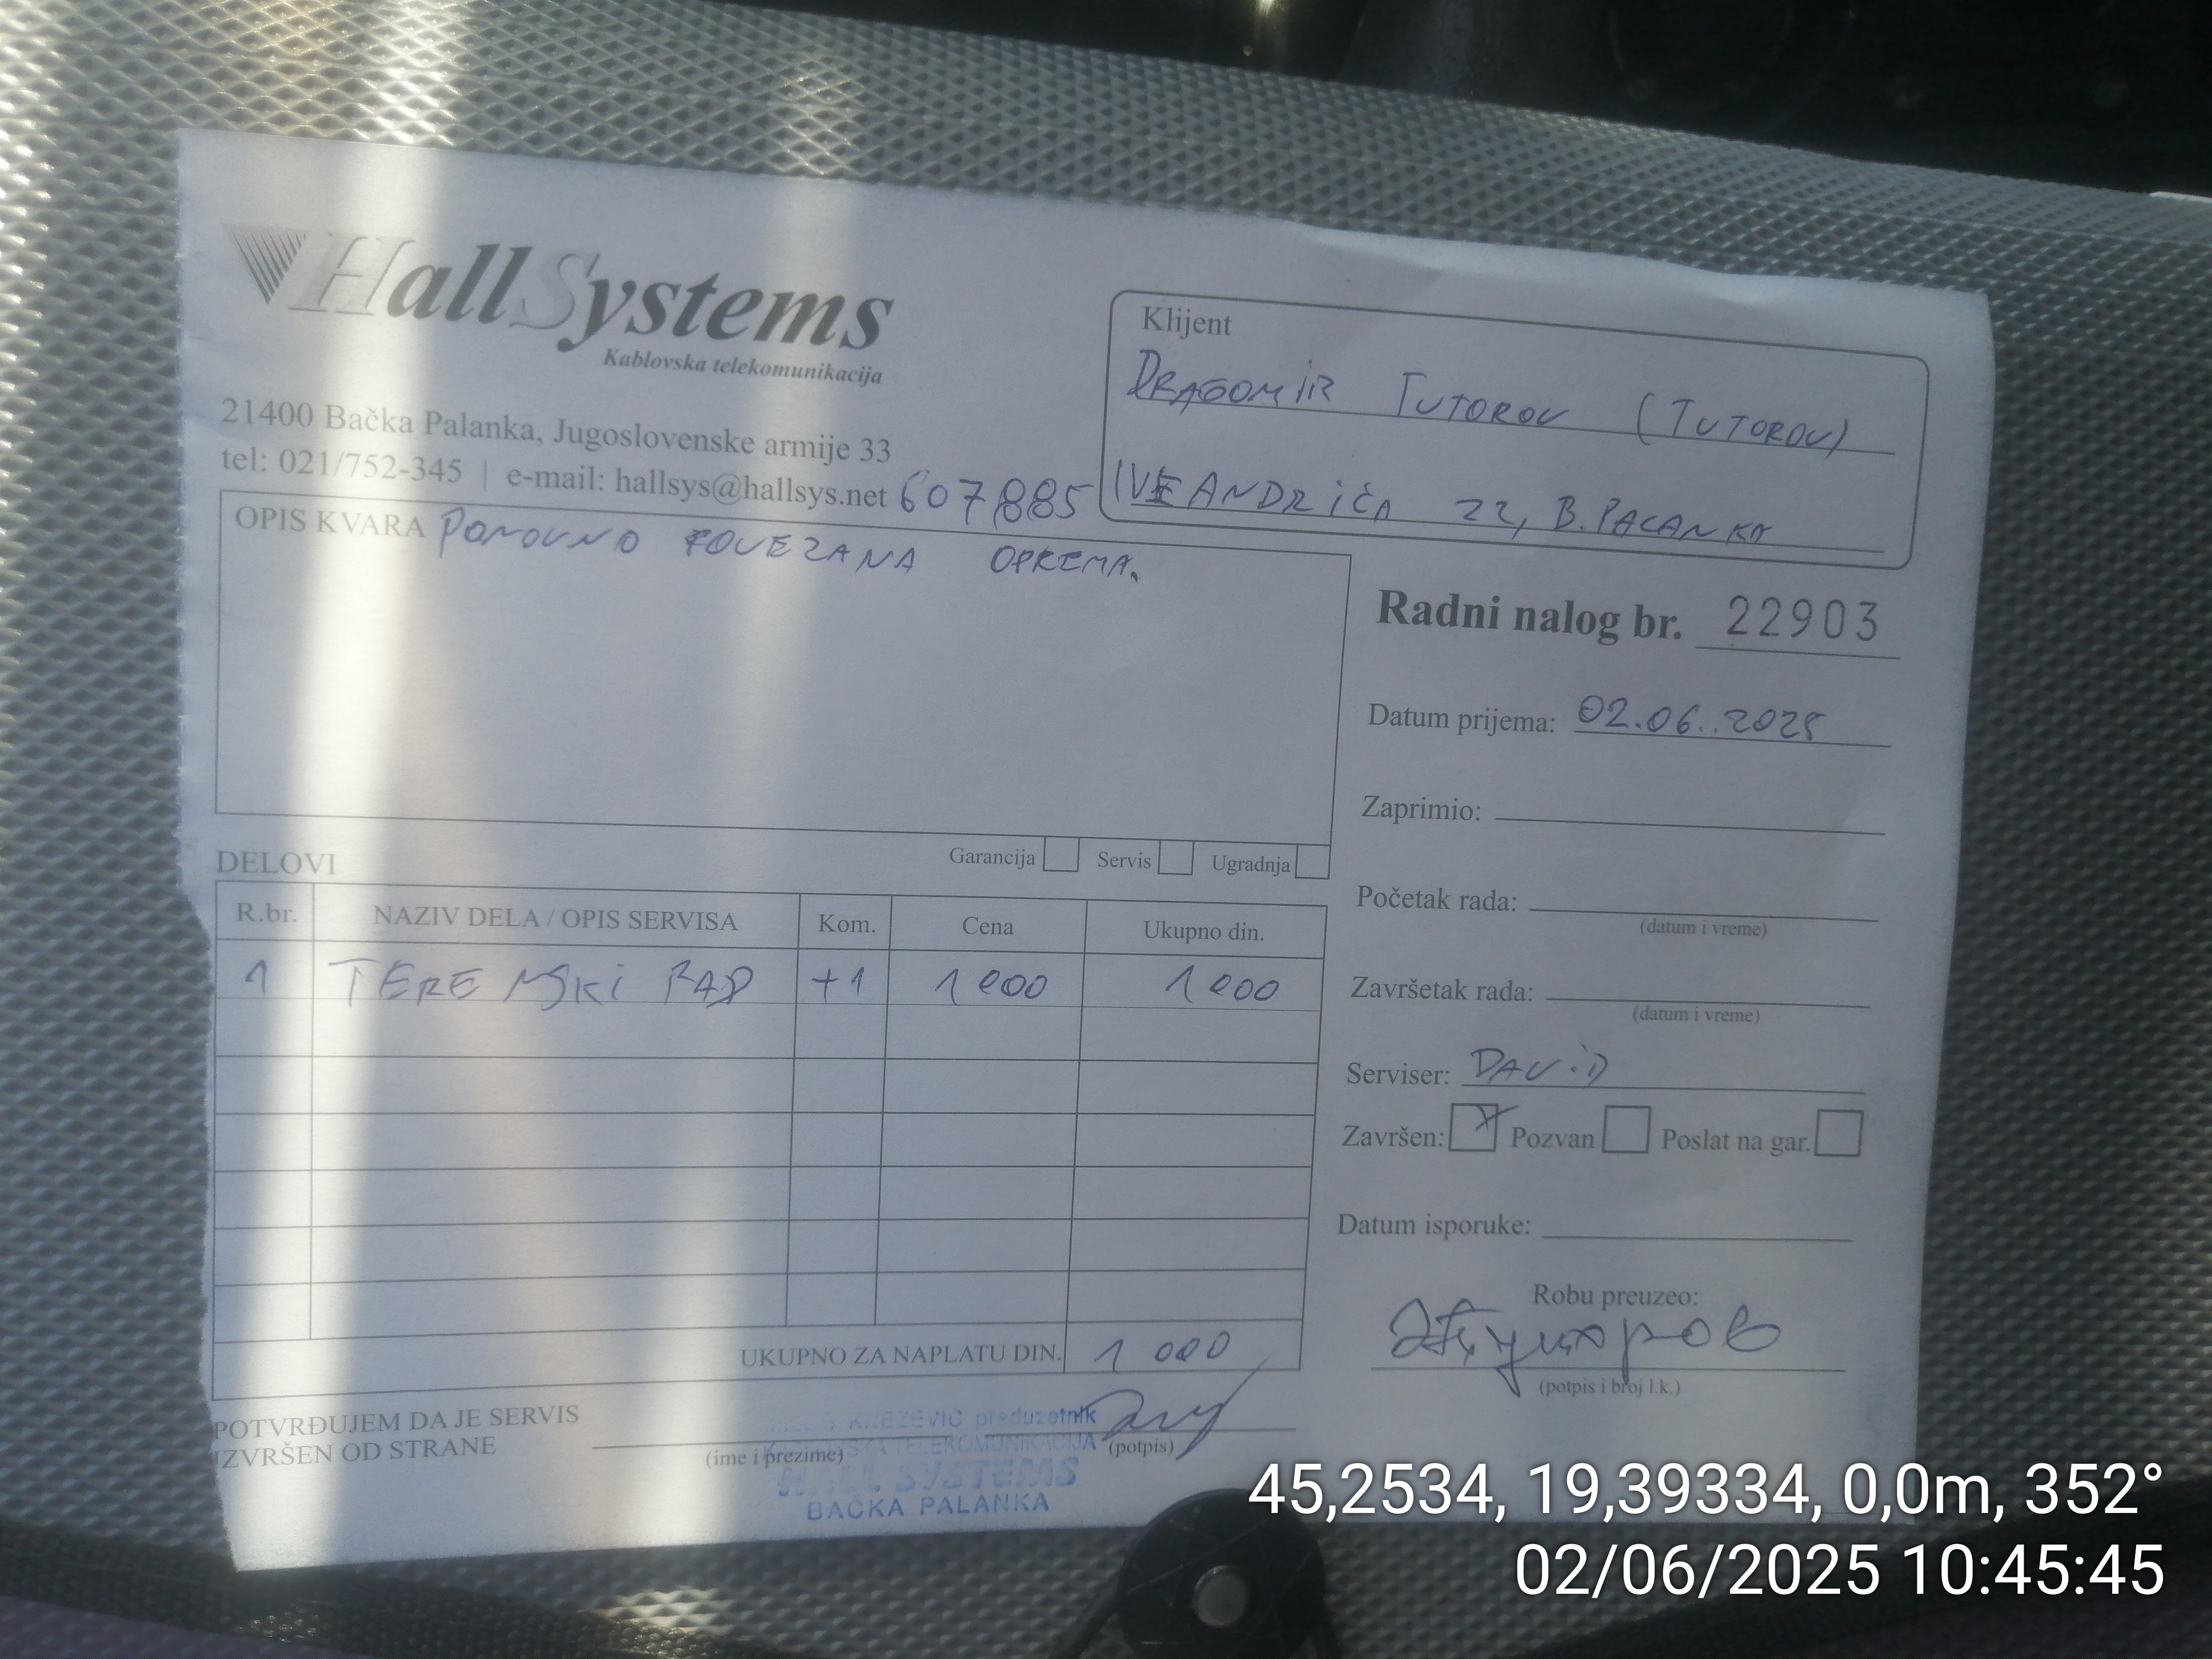 HallSystems
Kablovska telekomunikacija
21400 Bačka Palanka, Jugoslovenske armije 33
tel: 021/752-345 | e-mail: hallsys@hallsys.net 607885
Klijent
DRAGOMIR TUTOROV (TUTOROV)
IVE ANDRIĆA 22, B. PALANKA
OPIS KVARA PONOVNO POVEZANA OPREMA.
Radni nalog br. 22903
Datum prijema: 02.06..2025
Zaprimio:
Garancija Servis Ugradnja
DELOVI
R.br. NAZIV DELA / OPIS SERVISA Kom. Cena Ukupno din.
1 TERENSKI RAD +1 1000 1000
UKUPNO ZA NAPLATU DIN. 1000
Početak rada:
(datum i vreme)
Završetak rada:
(datum i vreme)
Serviser: DAVID
Završen: X Pozvan Poslat na gar.
Datum isporuke:
Robu preuzeo:
(potpis i broj l.k.)
POTVRĐUJEM DA JE SERVIS
IZVRŠEN OD STRANE
(ime i prezime) (potpis)
KNEZEVIC preduzetnik
TELEKOMUNIKACIJA
HALL SYSTEMS
BAČKA PALANKA
45,2534, 19,39334, 0,0m, 352°
02/06/2025 10:45:45